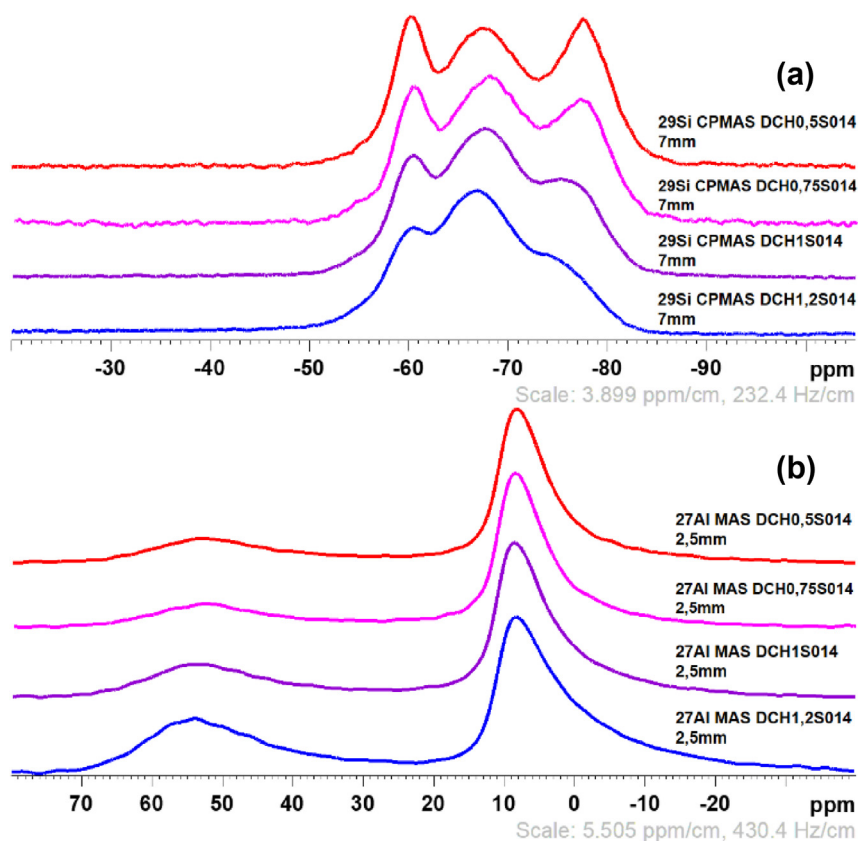 (a)
29Si CPMAS DCH0,5S014
7mm
29Si CPMAS DCH0,75S014
7mm
29Si CPMAS DCH1S014
7mm
29Si CPMAS DCH1,2S014
7mm
-30 -40 -50 -60 -70 -80 -90 ppm
Scale: 3.899 ppm/cm, 232.4 Hz/cm
(b)
27Al MAS DCH0,5S014
2,5mm
27Al MAS DCH0,75S014
2,5mm
27Al MAS DCH1S014
2,5mm
27Al MAS DCH1,2S014
2,5mm
70 60 50 40 30 20 10 0 -10 -20 ppm
Scale: 5.505 ppm/cm, 430.4 Hz/cm